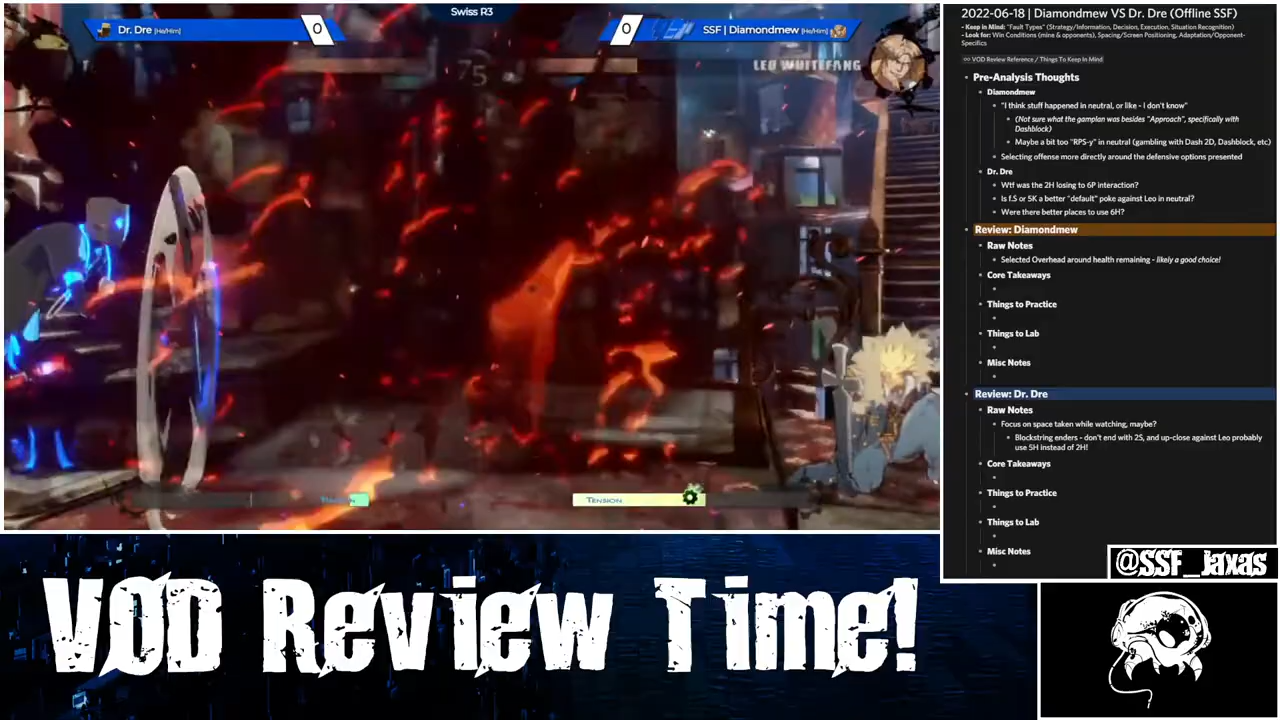 Swiss R3
Dr. Dre [He/Him]
0
0
SSF | Diamondmew [He/Him]
75
LEO WHITEFANG
TENSION
TENSION
VOD Review Time!
2022-06-18 | Diamondmew VS Dr. Dre (Offline SSF)
- Keep in Mind: "Fault Types" (Strategy/Information, Decision, Execution, Situation Recognition)
- Look for: Win Conditions (mine & opponents), Spacing/Screen Positioning, Adaptation/Opponent-
Specifics
VOD Review Reference / Things To Keep In Mind
Pre-Analysis Thoughts
Diamondmew
"I think stuff happened in neutral, or like - i don't know"
(Not sure what the gamplan was besides "Approach", specifically with
Dashblock)
Maybe a bit too "RPS-y" in neutral (gambling with Dash 2D, Dashblock, etc)
Selecting offense more directly around the defensive options presented
Dr. Dre
Wtf was the 2H losing to 6P interaction?
Is f.S or 5K a better "default" poke against Leo in neutral?
Were there better places to use 6H?
Review: Diamondmew
Raw Notes
Selected Overhead around health remaining - likely a good choice!
Core Takeaways
Things to Practice
Things to Lab
Misc Notes
Review: Dr. Dre
Raw Notes
Focus on space taken while watching, maybe?
Blockstring enders - don't end with 2S, and up-close against Leo probably
use 5H instead of 2H!
Core Takeaways
Things to Practice
Things to Lab
Misc Notes
@SSF_Jaxas